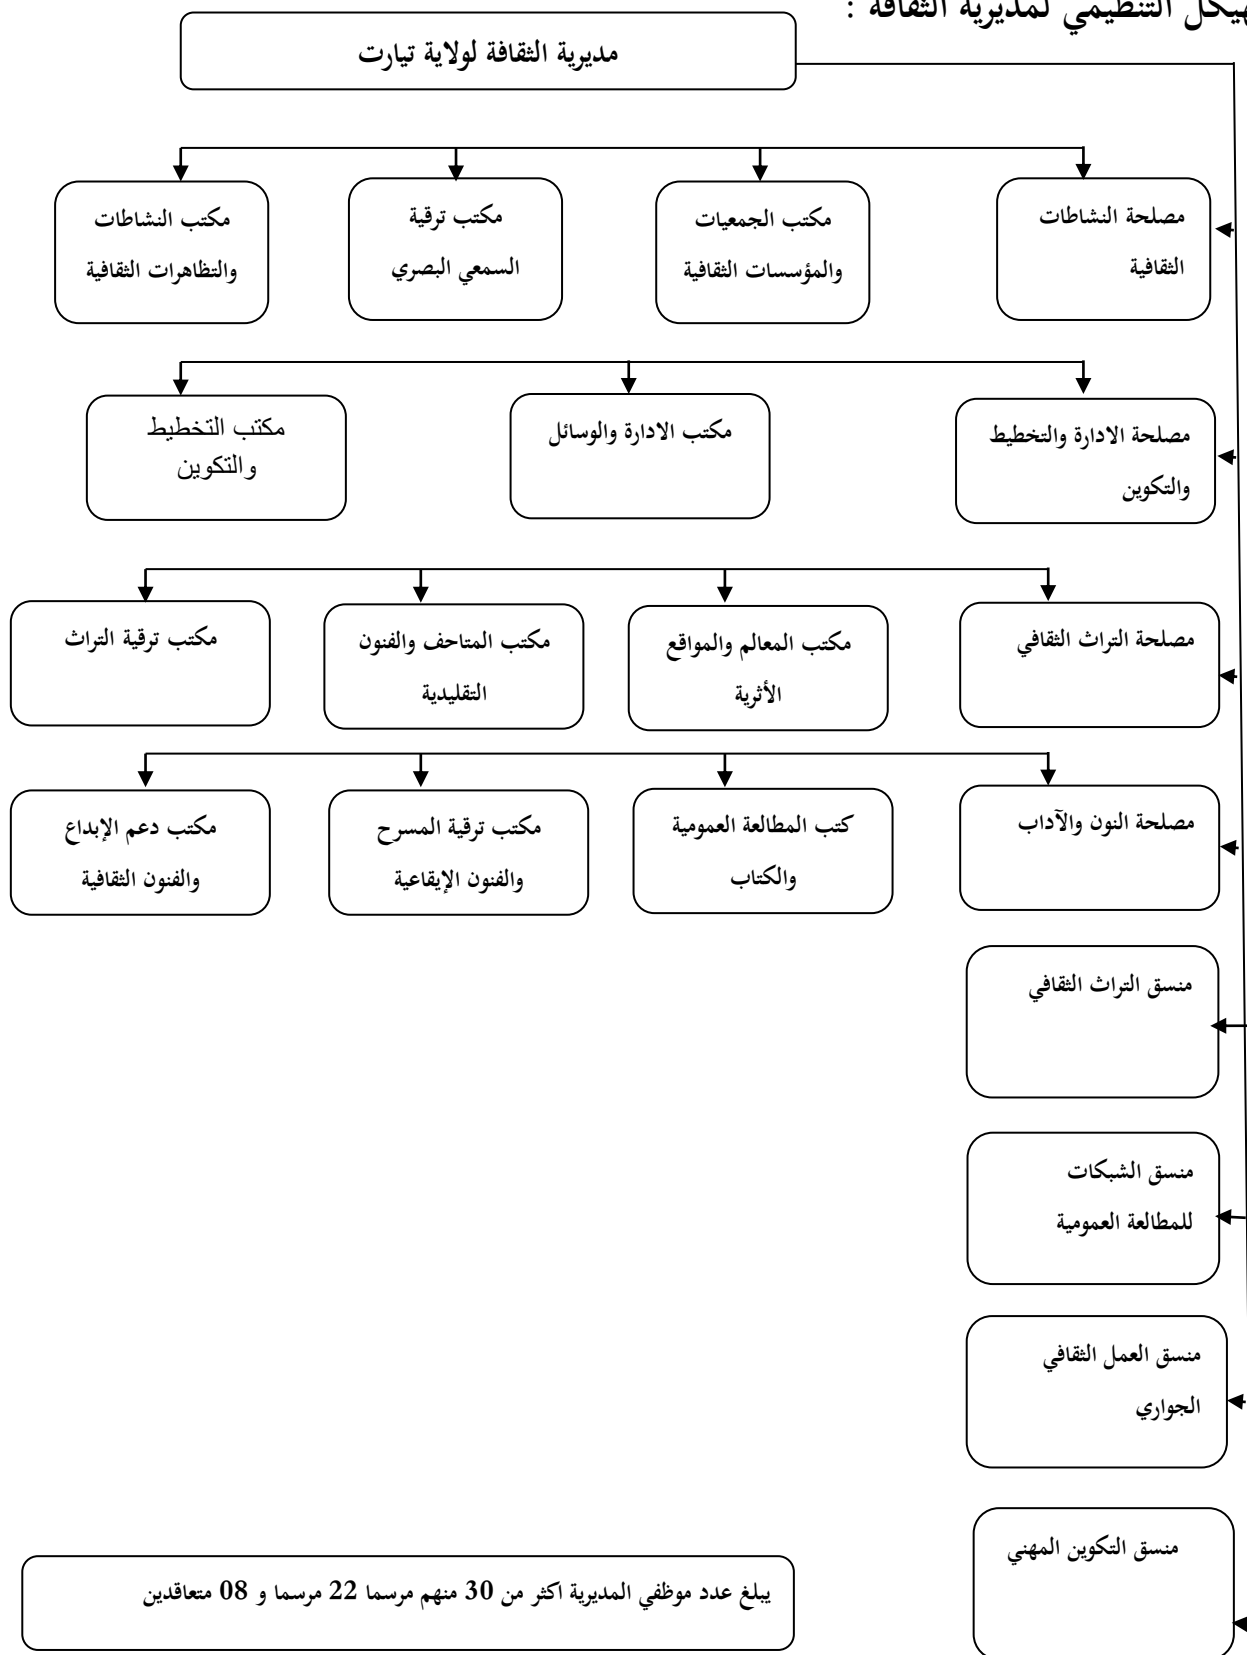 هيكل التنظيمي لمديرية الثقافة :
مديرية الثقافة لولاية تيارت
مصلحة النشاطات
الثقافية
مكتب الجمعيات
والمؤسسات الثقافية
مكتب ترقية
السمعي البصري
مكتب النشاطات
والتظاهرات الثقافية
مصلحة الادارة والتخطيط
والتكوين
مكتب الادارة والوسائل
مكتب التخطيط
والتكوين
مصلحة التراث الثقافي
مكتب المعالم والمواقع
الأثرية
مكتب المتاحف والفنون
التقليدية
مكتب ترقية التراث
مصلحة النون والآداب
كتب المطالعة العمومية
والكتاب
مكتب ترقية المسرح
والفنون الإيقاعية
مكتب دعم الإبداع
والفنون الثقافية
منسق التراث الثقافي
منسق الشبكات
للمطالعة العمومية
منسق العمل الثقافي
الجواري
منسق التكوين المهني
يبلغ عدد موظفي المديرية اكثر من 30 منهم مرسما 22 مرسما و 08 متعاقدين